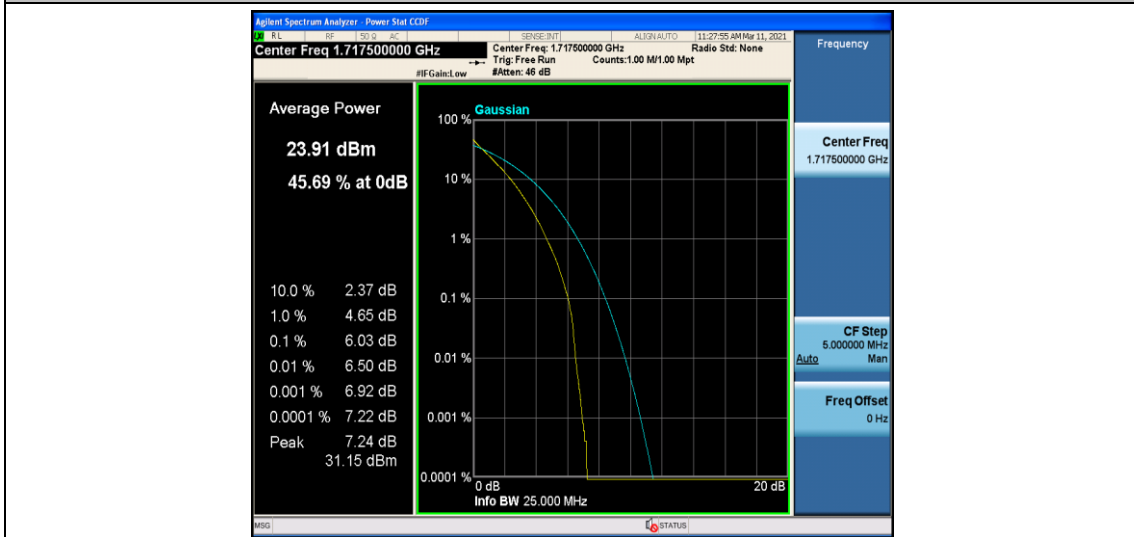 Agilent Spectrum Analyzer - Power Stat CCDF
RL RF 50 Ω AC SENSE:INT ALIGN AUTO 11:27:55 AM Mar 11, 2021
Center Freq 1.717500000 GHz
Center Freq: 1.717500000 GHz Radio Std: None
Trig: Free Run Counts:1.00 M/1.00 Mpt
#IFGain:Low #Atten: 46 dB
Frequency
Average Power
23.91 dBm
45.69 % at 0dB
10.0 % 2.37 dB
1.0 % 4.65 dB
0.1 % 6.03 dB
0.01 % 6.50 dB
0.001 % 6.92 dB
0.0001 % 7.22 dB
Peak 7.24 dB
31.15 dBm
Gaussian
100 %
10 %
1 %
0.1 %
0.01 %
0.001 %
0.0001 %
0 dB 20 dB
Info BW 25.000 MHz
Center Freq
1.717500000 GHz
CF Step
5.000000 MHz
Auto Man
Freq Offset
0 Hz
MSG STATUS